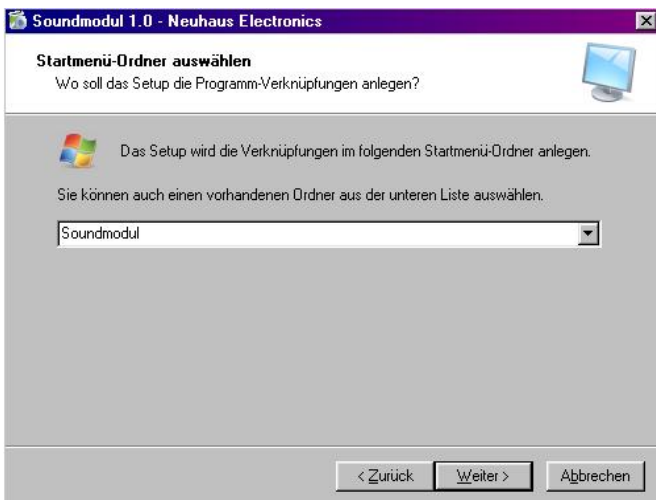 Soundmodul 1.0 - Neuhaus Electronics
Startmenü-Ordner auswählen
Wo soll das Setup die Programm-Verknüpfungen anlegen?
Das Setup wird die Verknüpfungen im folgenden Startmenü-Ordner anlegen.
Sie können auch einen vorhandenen Ordner aus der unteren Liste auswählen.
Soundmodul
< Zurück Weiter > Abbrechen